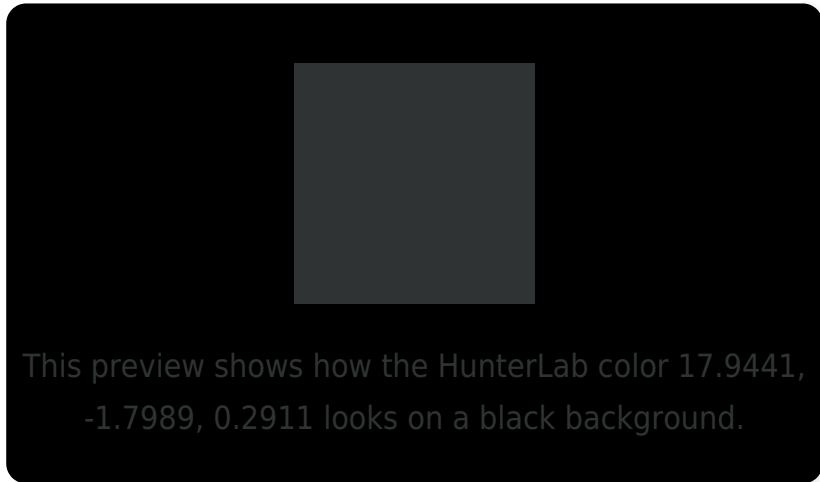 This preview shows how the HunterLab color 17.9441,
-1.7989, 0.2911 looks on a black background.